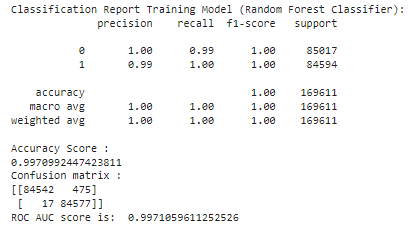 Classification Report Training Model (Random Forest Classifier):
precision recall f1-score support
0 1.00 0.99 1.00 85017
1 0.99 1.00 1.00 84594
accuracy 1.00 169611
macro avg 1.00 1.00 1.00 169611
weighted avg 1.00 1.00 1.00 169611
Accuracy Score :
0.9970992447423811
Confusion matrix :
[[84542 475]
[ 17 84577]]
ROC AUC score is: 0.9971059611252526